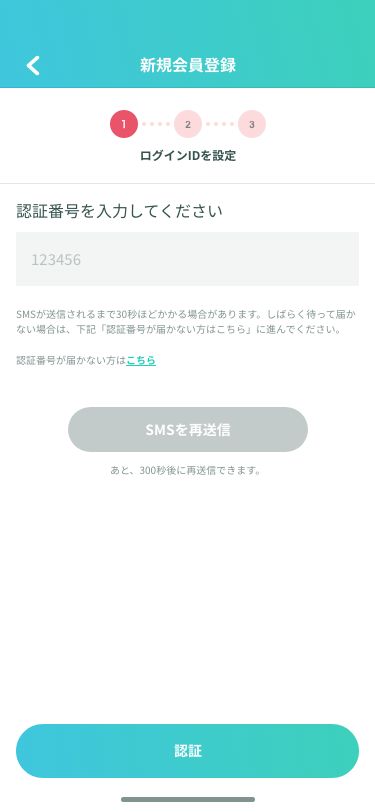 新規会員登録
1 2 3
ログインIDを設定
認証番号を入力してください
123456
SMSが送信されるまで30秒ほどかかる場合があります。しばらく待って届か
ない場合は、下記「認証番号が届かない方はこちら」に進んでください。
認証番号が届かない方はこちら
SMSを再送信
あと、300秒後に再送信できます。
認証